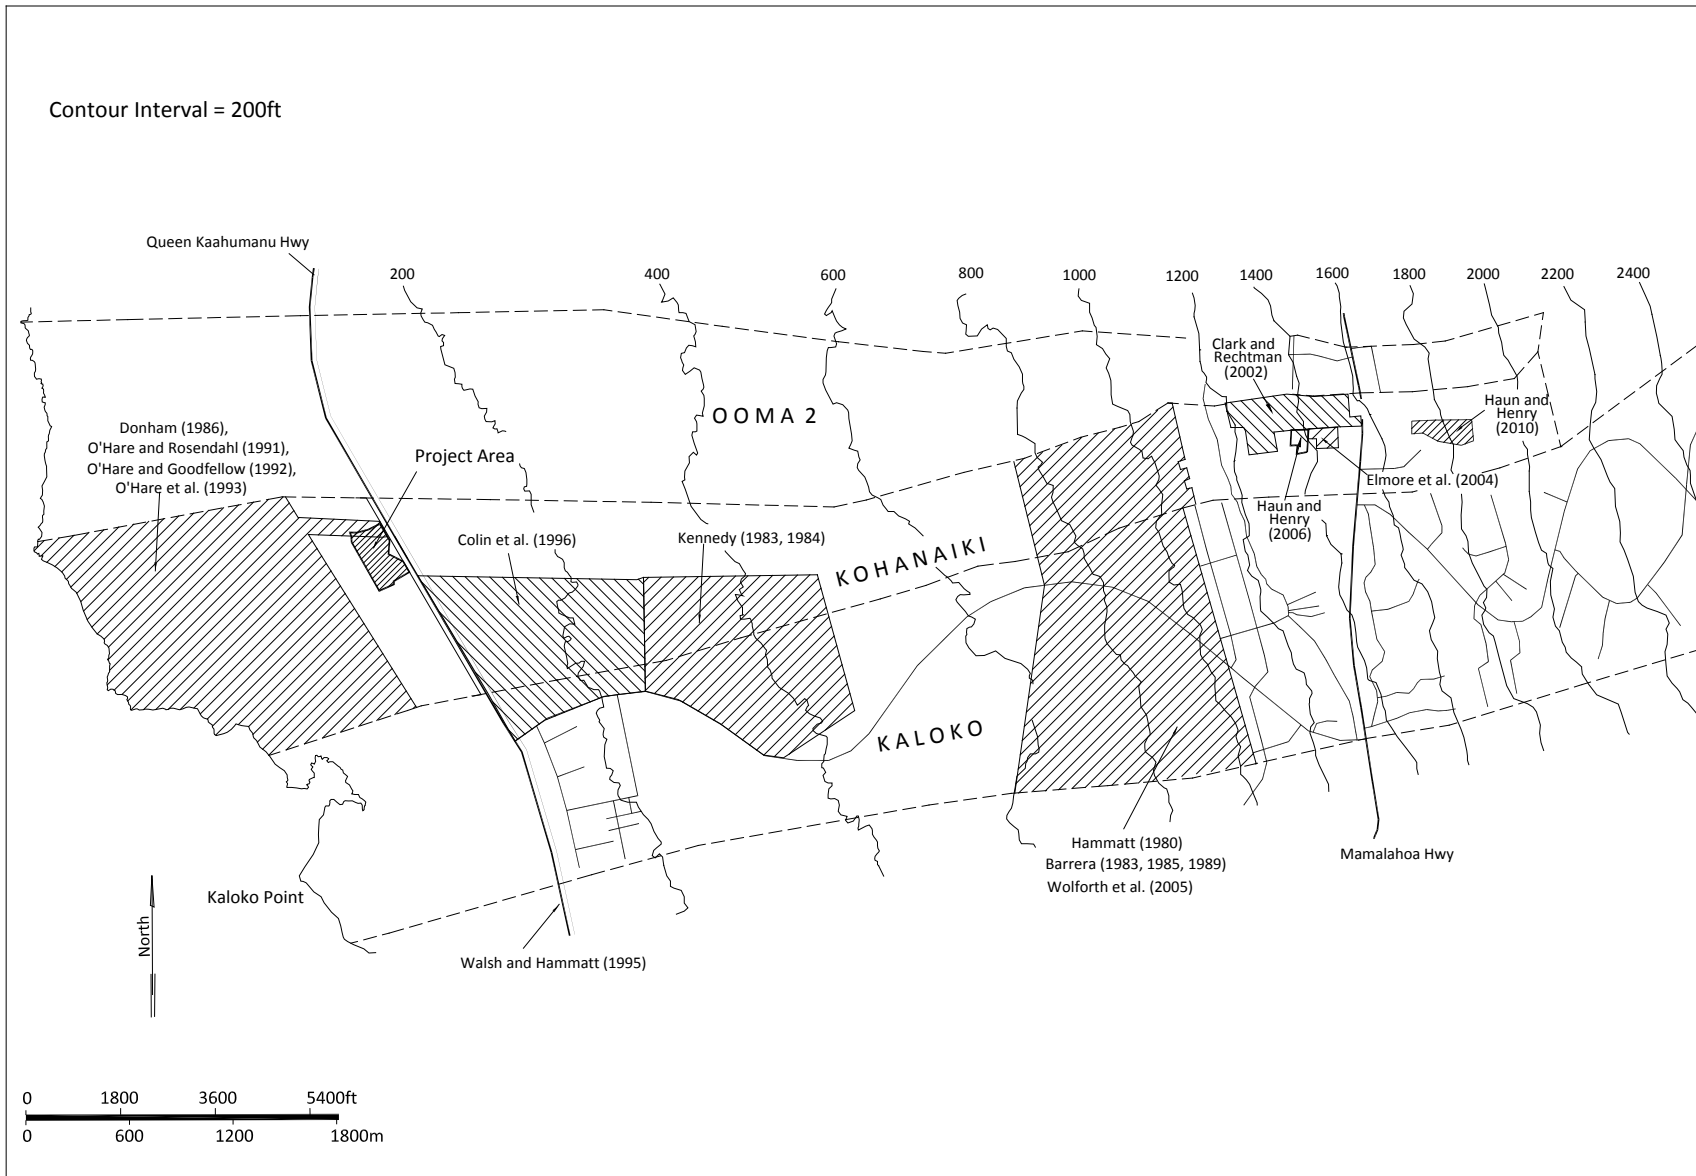 Contour Interval = 200ft
Queen Kaahumanu Hwy
200
400
600
800
1000
1200
1400
1600
1800
2000
2200
2400
Clark and
Rechtman
(2002)
OOMA 2
Haun and
Henry
(2010)
Donham (1986),
O'Hare and Rosendahl (1991),
O'Hare and Goodfellow (1992),
O'Hare et al. (1993)
Project Area
Elmore et al. (2004)
Haun and
Henry
(2006)
Colin et al. (1996)
Kennedy (1983, 1984)
KOHANAIKI
KALOKO
Hammatt (1980)
Barrera (1983, 1985, 1989)
Wolforth et al. (2005)
Mamalahoa Hwy
Kaloko Point
North
Walsh and Hammatt (1995)
0 1800 3600 5400ft
0 600 1200 1800m